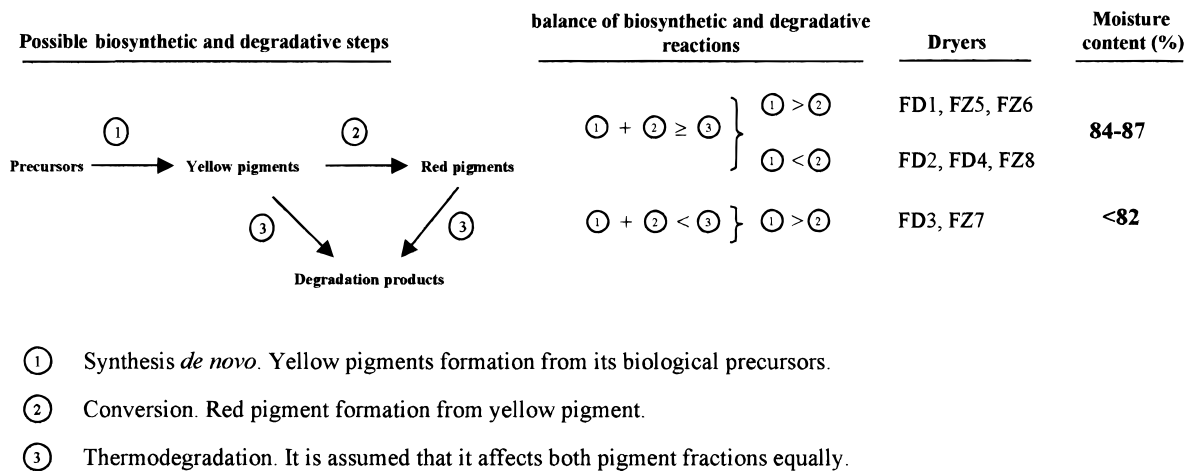 Possible biosynthetic and degradative steps
balance of biosynthetic and degradative
reactions
Dryers
Moisture
content (%)
① ②
Precursors Yellow pigments Red pigments
③ ③
Degradation products
① + ② ≥ ③ } ① > ② FD1, FZ5, FZ6
① < ② FD2, FD4, FZ8
84-87
① + ② < ③ } ① > ② FD3, FZ7 <82
① Synthesis de novo. Yellow pigments formation from its biological precursors.
② Conversion. Red pigment formation from yellow pigment.
③ Thermodegradation. It is assumed that it affects both pigment fractions equally.